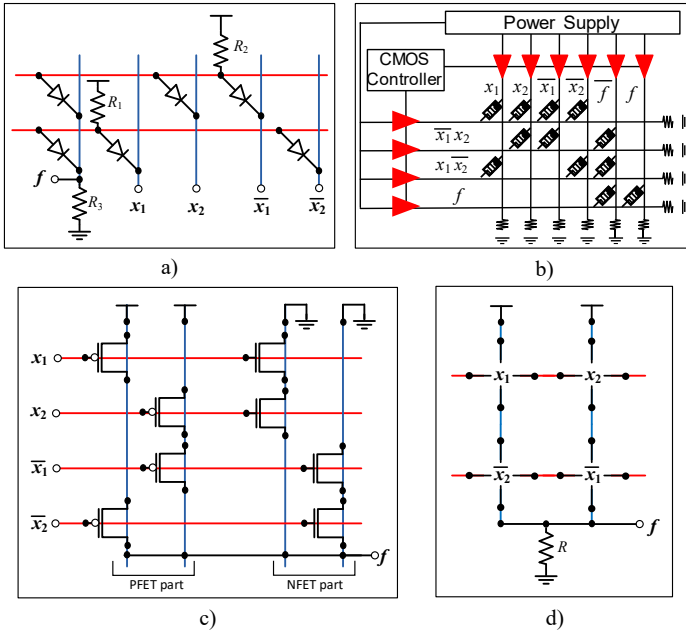 R₂
R₁
f
R₃
x₁ x₂ x̅₁ x̅₂
a)
Power Supply
CMOS
Controller
x₁ x₂ x̅₁ x̅₂ f̅ f
x̅₁ x₂
x₁ x̅₂
f
b)
x₁
x₂
x̅₁
x̅₂
f
PFET part NFET part
c)
x₁ x₂
x̅₂ x̅₁
f
R
d)